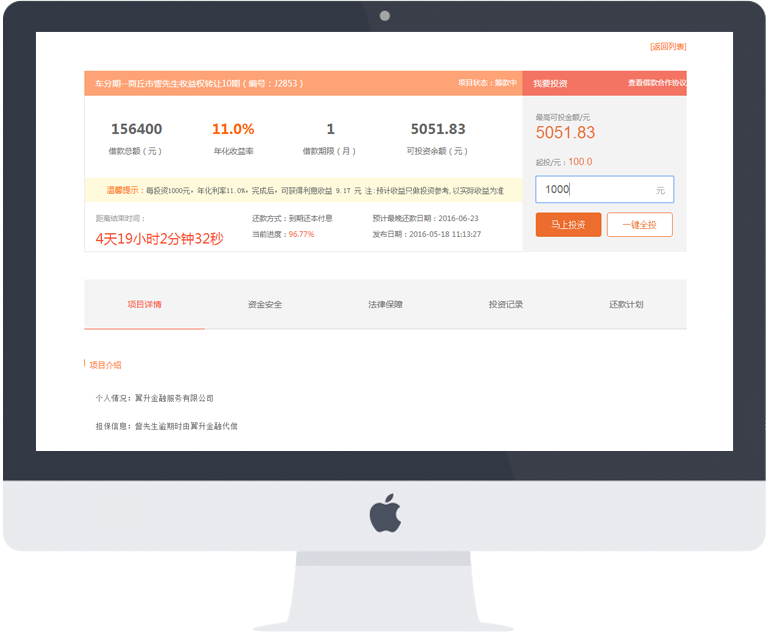 [返回列表]
车分期--商丘市曾先生收益权转让10期（编号：J2853）
项目状态：筹款中
我要投资
查看借款合作协议
156400
11.0%
1
5051.83
借款总额（元）
年化收益率
借款期限（月）
可投资余额（元）
最高可投金额/元
5051.83
起投/元：100.0
温馨提示：每投资1000元，年化利率11.0%，完成后，可获得利息收益 9.17 元 注:预计收益只做投资参考,以实际收益为准
1000
元
距离结束时间：
4天19小时2分钟32秒
还款方式：到期还本付息
预计最晚还款日期：2016-06-23
当前进度：96.77%
发布日期：2016-05-18 11:13:27
马上投资
一键全投
项目详情
资金安全
法律保障
投资记录
还款计划
项目介绍
个人情况：翼升金融服务有限公司
担保信息：曾先生逾期时由翼升金融代偿